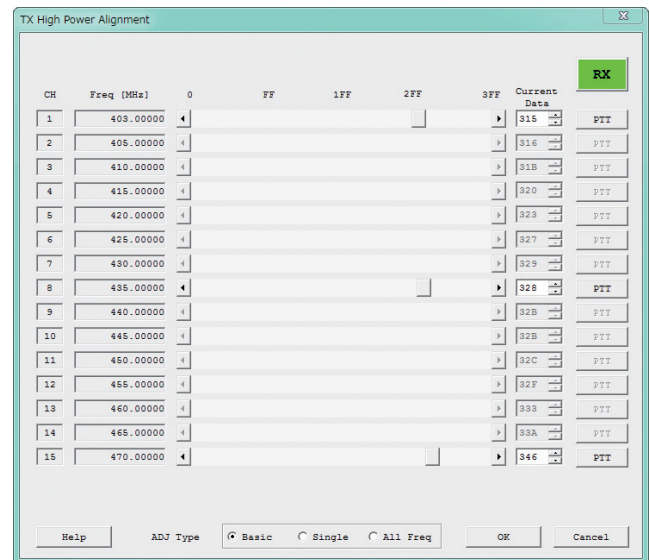 TX High Power Alignment
RX
CH Freq [MHz] 0 FF 1FF 2FF 3FF Current Data
1 403.00000 315 PTT
2 405.00000 316 PTT
3 410.00000 31B PTT
4 415.00000 320 PTT
5 420.00000 323 PTT
6 425.00000 327 PTT
7 430.00000 329 PTT
8 435.00000 328 PTT
9 440.00000 32B PTT
10 445.00000 32B PTT
11 450.00000 32C PTT
12 455.00000 32F PTT
13 460.00000 333 PTT
14 465.00000 33A PTT
15 470.00000 346 PTT
Help ADJ Type Basic Single All Freq OK Cancel